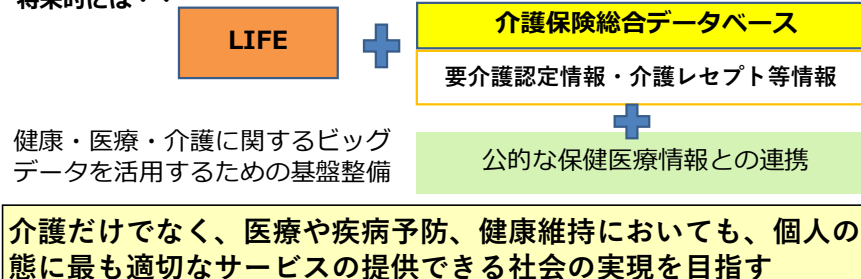 将来的には・・
LIFE
介護保険総合データベース
要介護認定情報・介護レセプト等情報
健康・医療・介護に関するビッグ
データを活用するための基盤整備
公的な保健医療情報との連携
介護だけでなく、医療や疾病予防、健康維持においても、個人の
態に最も適切なサービスの提供できる社会の実現を目指す